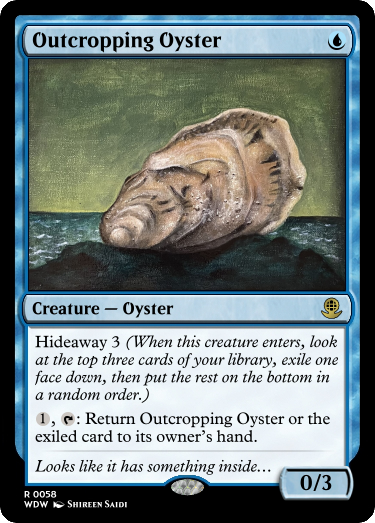 Outcropping Oyster
Creature — Oyster
Hideaway 3 (When this creature enters, look
at the top three cards of your library, exile one
face down, then put the rest on the bottom in
a random order.)
1, : Return Outcropping Oyster or the
exiled card to its owner's hand.
Looks like it has something inside…
0/3
R 0058
WDW Shireen Saidi